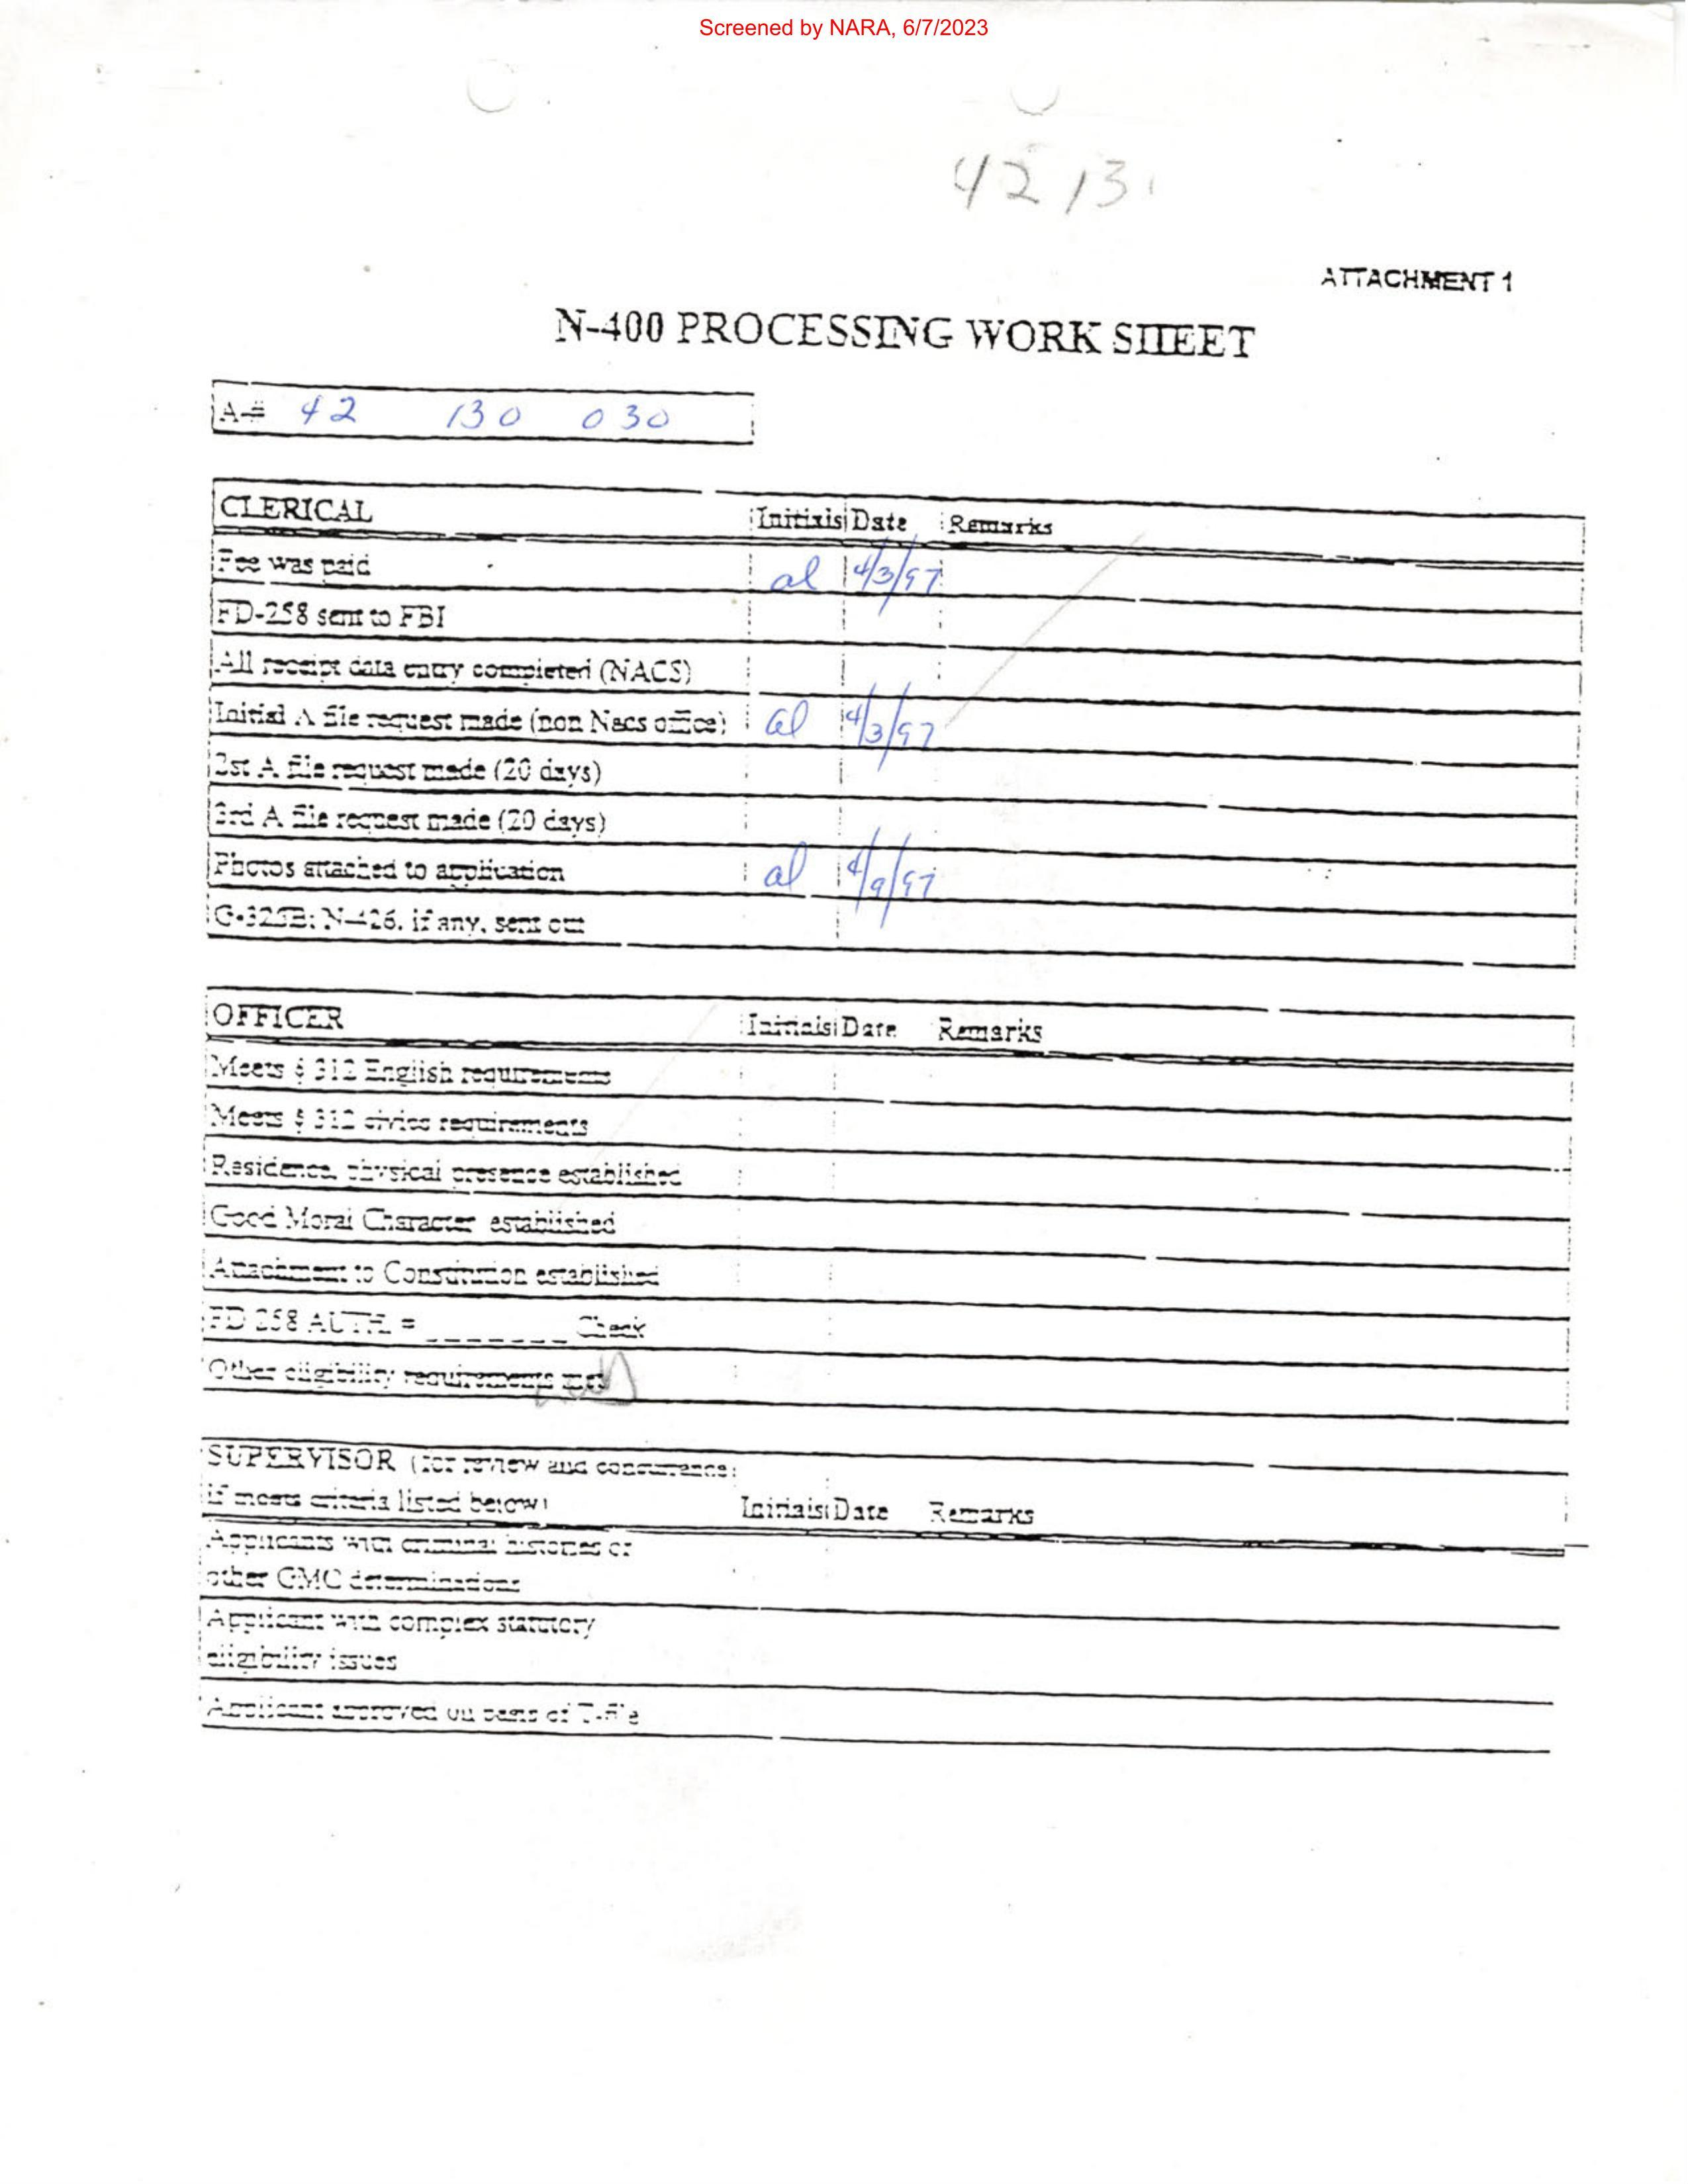 Screened by NARA, 6/7/2023
42 13
ATTACHMENT 1
N-400 PROCESSING WORK SHEET
A# 42 130 030
CLERICAL Initials Date Remarks
Fee was paid al 4/3/97
FD-258 sent to FBI
All receipt data entry completed (NACS)
Initial A file request made (non Nacs office) al 4/3/97
2st A file request made (20 days)
3rd A file request made (20 days)
Photos attached to application al 4/9/97
G-325B; N-426, if any, sent out
OFFICER Initials Date Remarks
Meets § 312 English requirements
Meets § 312 civics requirements
Residence, physical presence established
Good Moral Character established
Attachment to Constitution established
FD 258 AUTH. = _______ Check
Other eligibility requirements met
SUPERVISOR (for review and concurrence
if meets criteria listed below) Initials Date Remarks
Applicants with criminal histories or
other GMC determinations
Applicant with complex statutory
eligibility issues
Applicant approved on basis of T-file